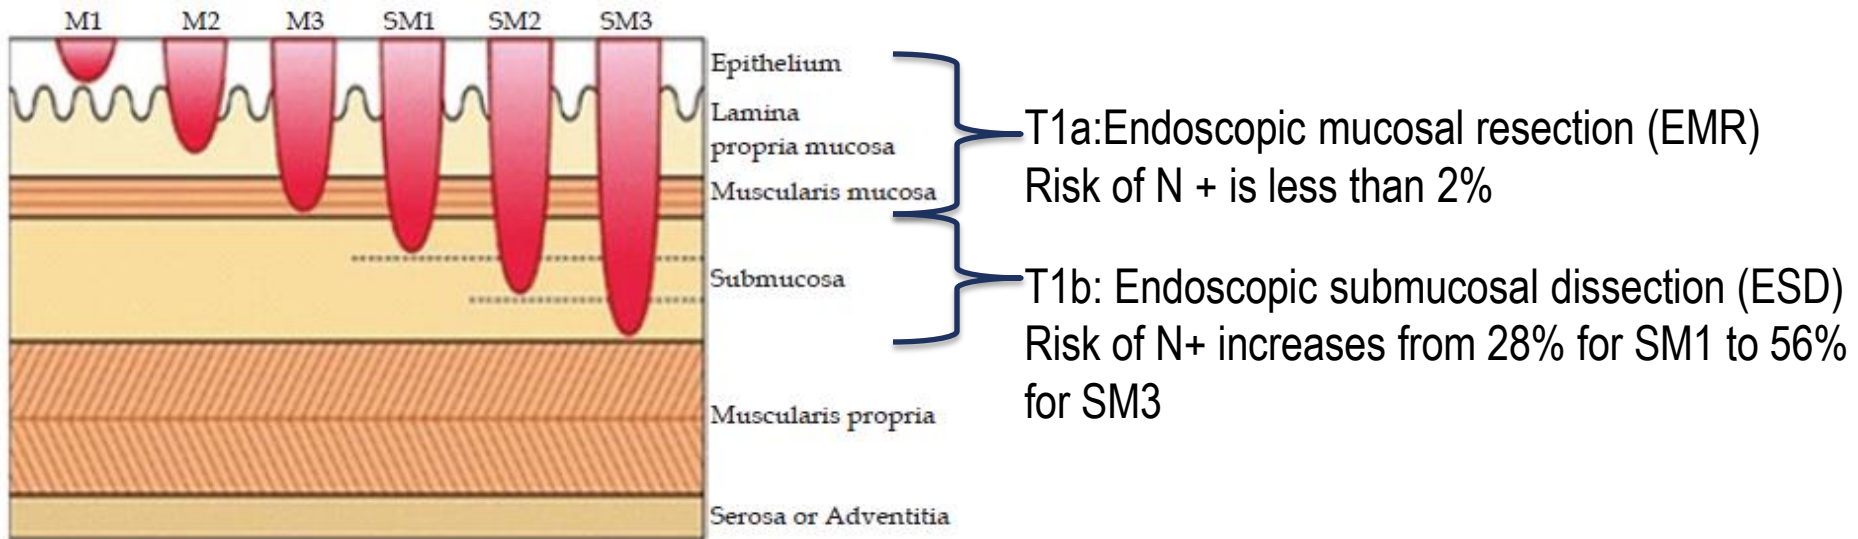 M1 M2 M3 SM1 SM2 SM3
Epithelium
Lamina
propria mucosa
Muscularis mucosa
Submucosa
Muscularis propria
Serosa or Adventitia
T1a:Endoscopic mucosal resection (EMR)
Risk of N + is less than 2%
T1b: Endoscopic submucosal dissection (ESD)
Risk of N+ increases from 28% for SM1 to 56%
for SM3